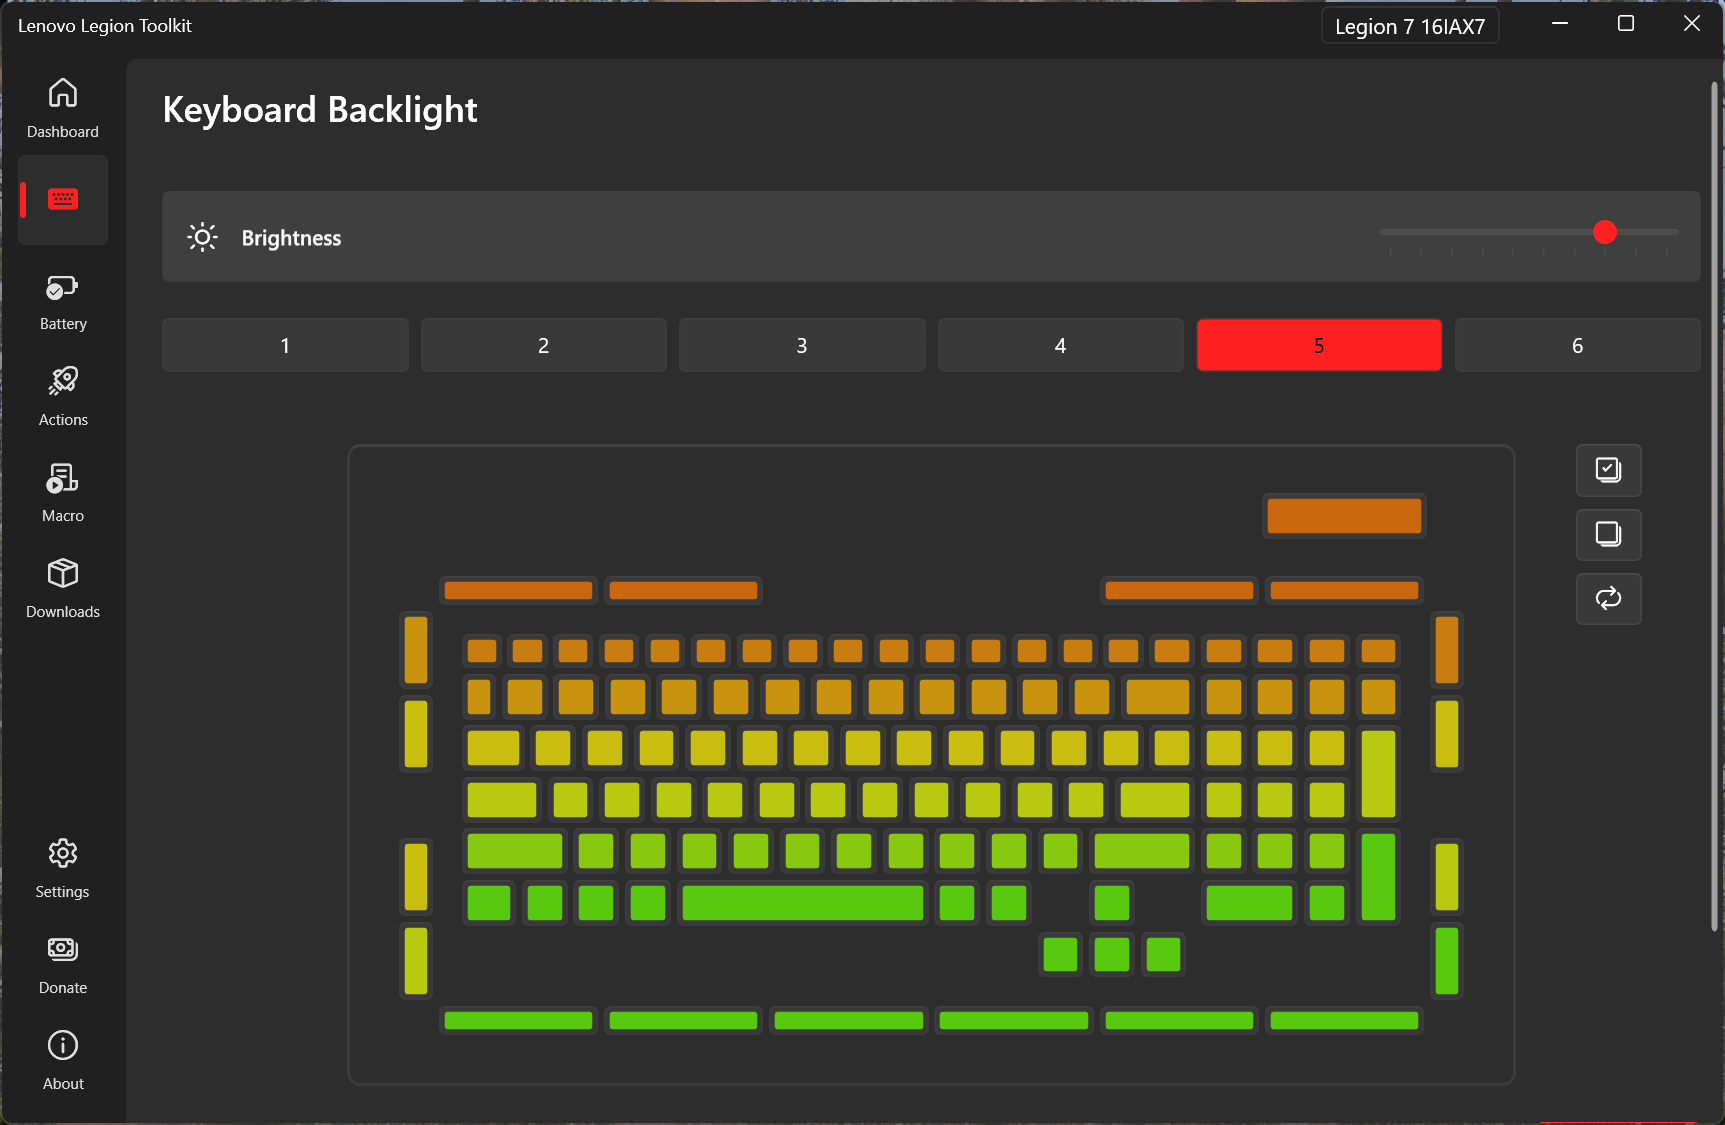 Lenovo Legion Toolkit
Legion 7 16IAX7
Dashboard
Battery
Actions
Macro
Downloads
Settings
Donate
About
Keyboard Backlight
Brightness
1 2 3 4 5 6